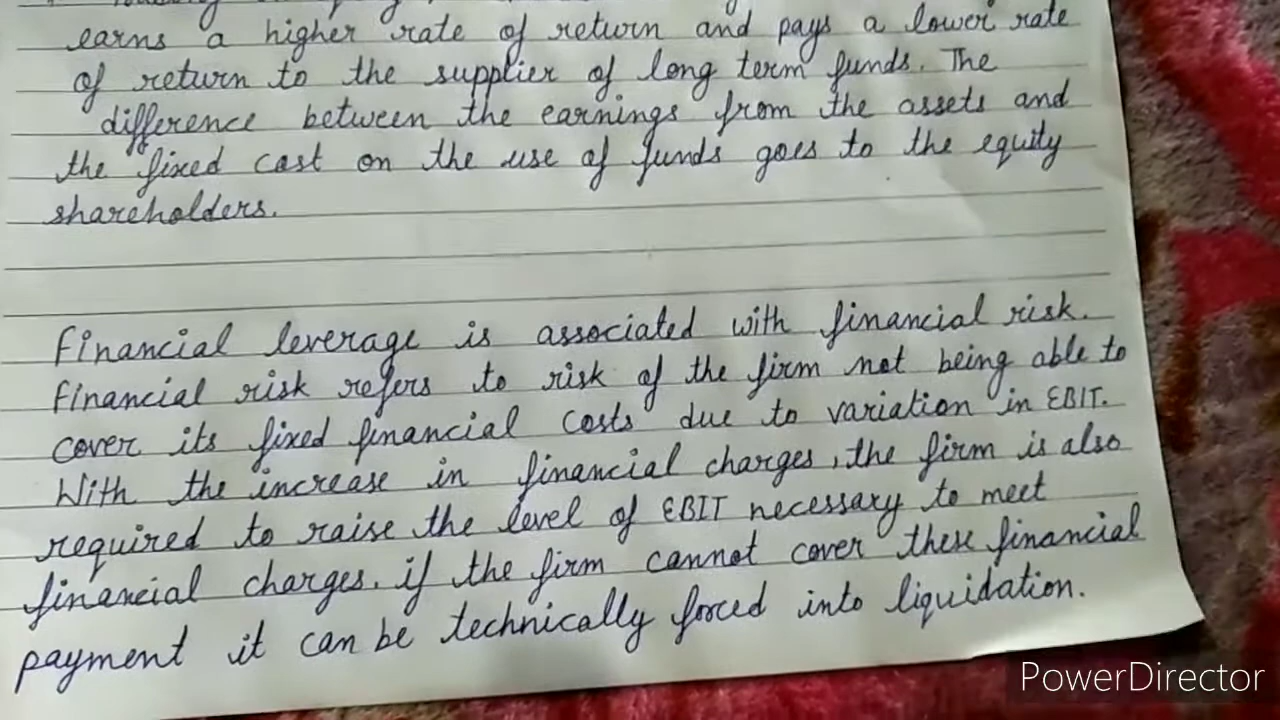 earns a higher rate of return and pays a lower rate
of return to the supplier of long term funds. The
difference between the earnings from the assets and
the fixed cost on the use of funds goes to the equity
shareholders.
Financial leverage is associated with financial risk.
Financial risk refers to risk of the firm not being able to
cover its fixed financial costs due to variation in EBIT.
With the increase in financial charges, the firm is also
required to raise the level of EBIT necessary to meet
financial charges. if the firm cannot cover these financial
payment it can be technically forced into liquidation.
PowerDirector